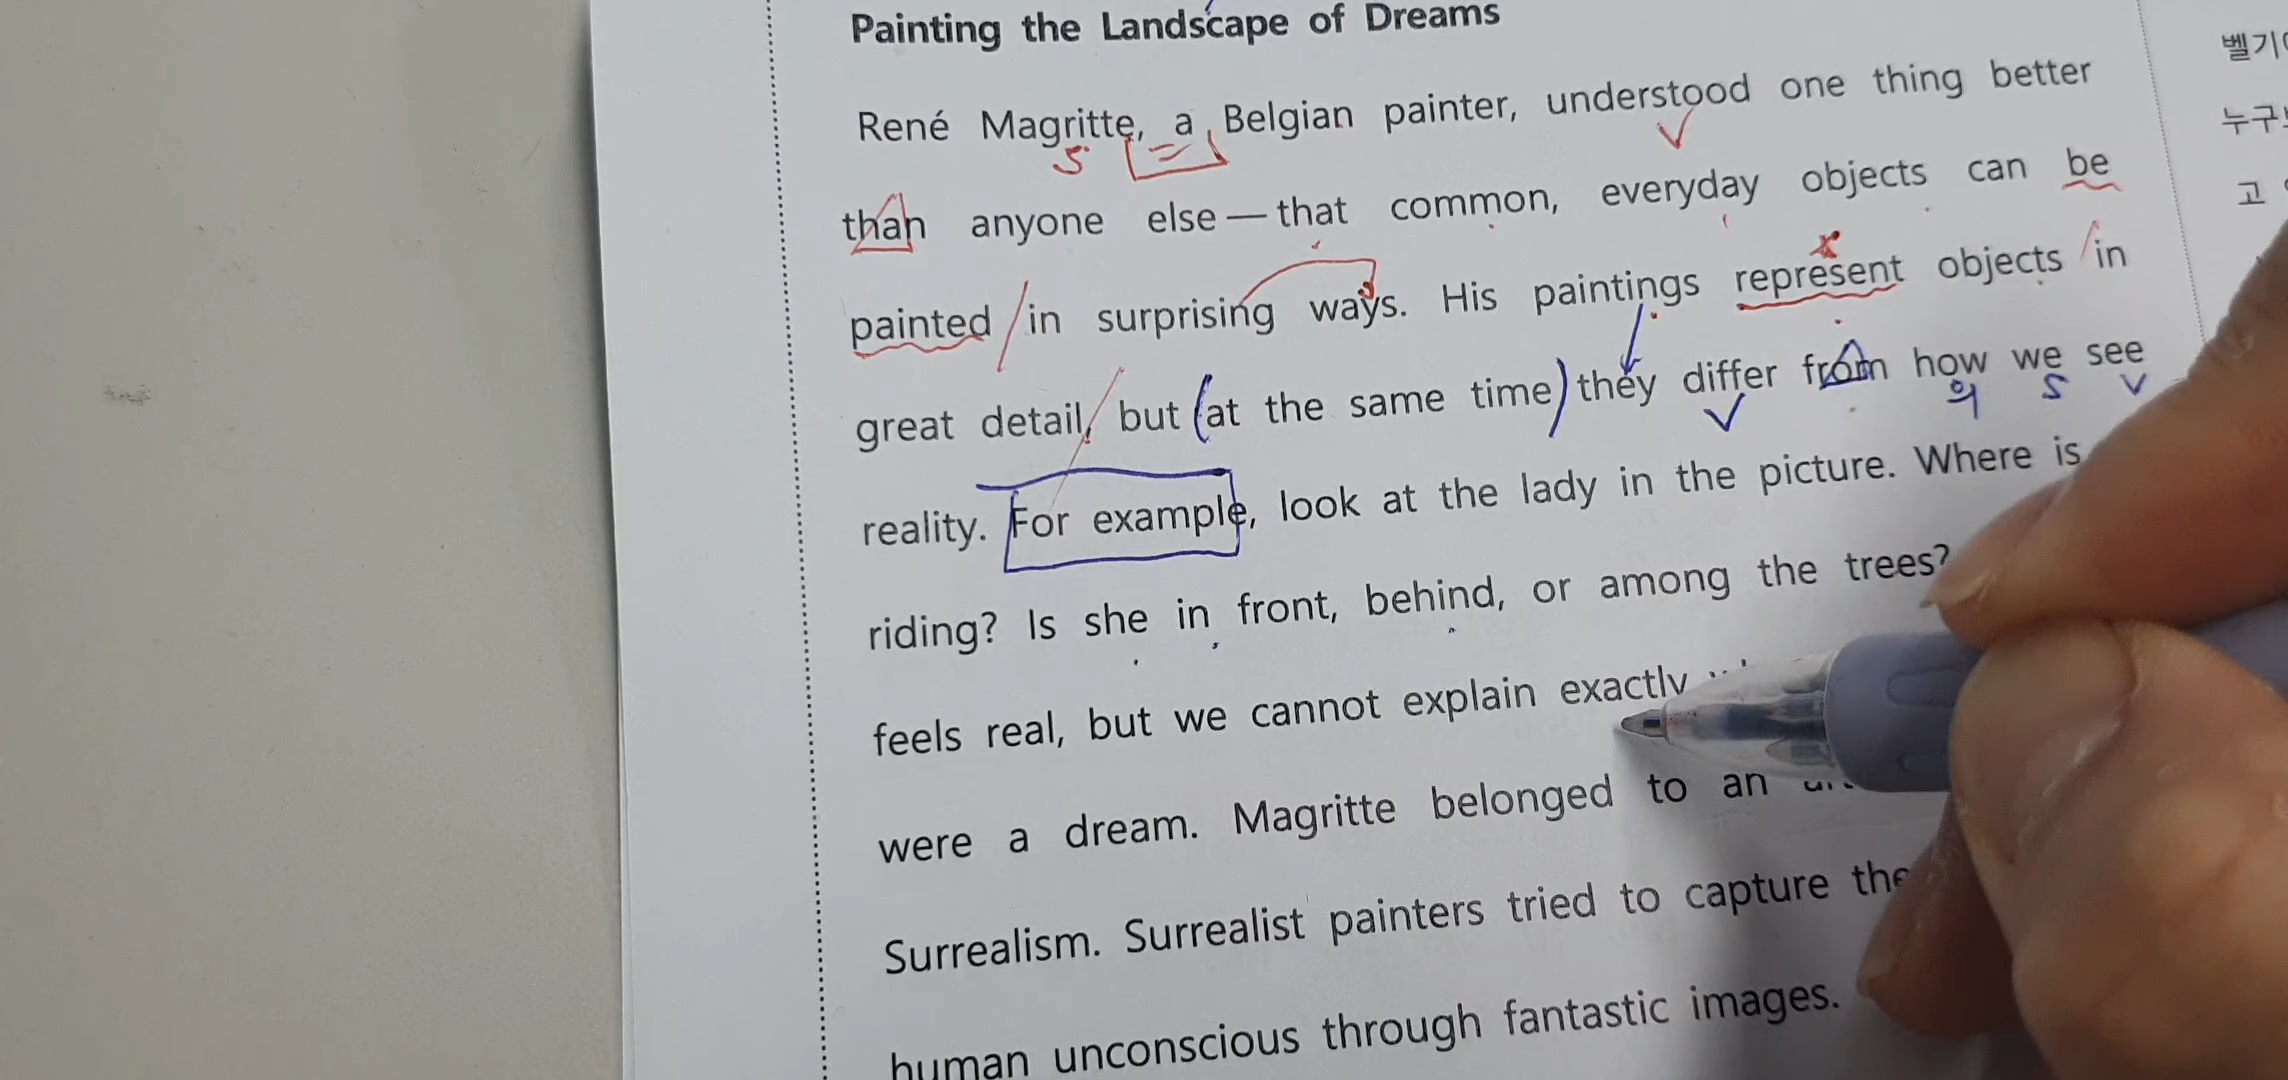 Painting the Landscape of Dreams
René Magritte, a Belgian painter, understood one thing better
than anyone else — that common, everyday objects can be
painted in surprising ways. His paintings represent objects in
great detail, but at the same time they differ from how we see
reality. For example, look at the lady in the picture. Where is
riding? Is she in front, behind, or among the trees?
feels real, but we cannot explain exactly
were a dream. Magritte belonged to an
Surrealism. Surrealist painters tried to capture the
human unconscious through fantastic images.
S = V
의 S V
V
누구
고